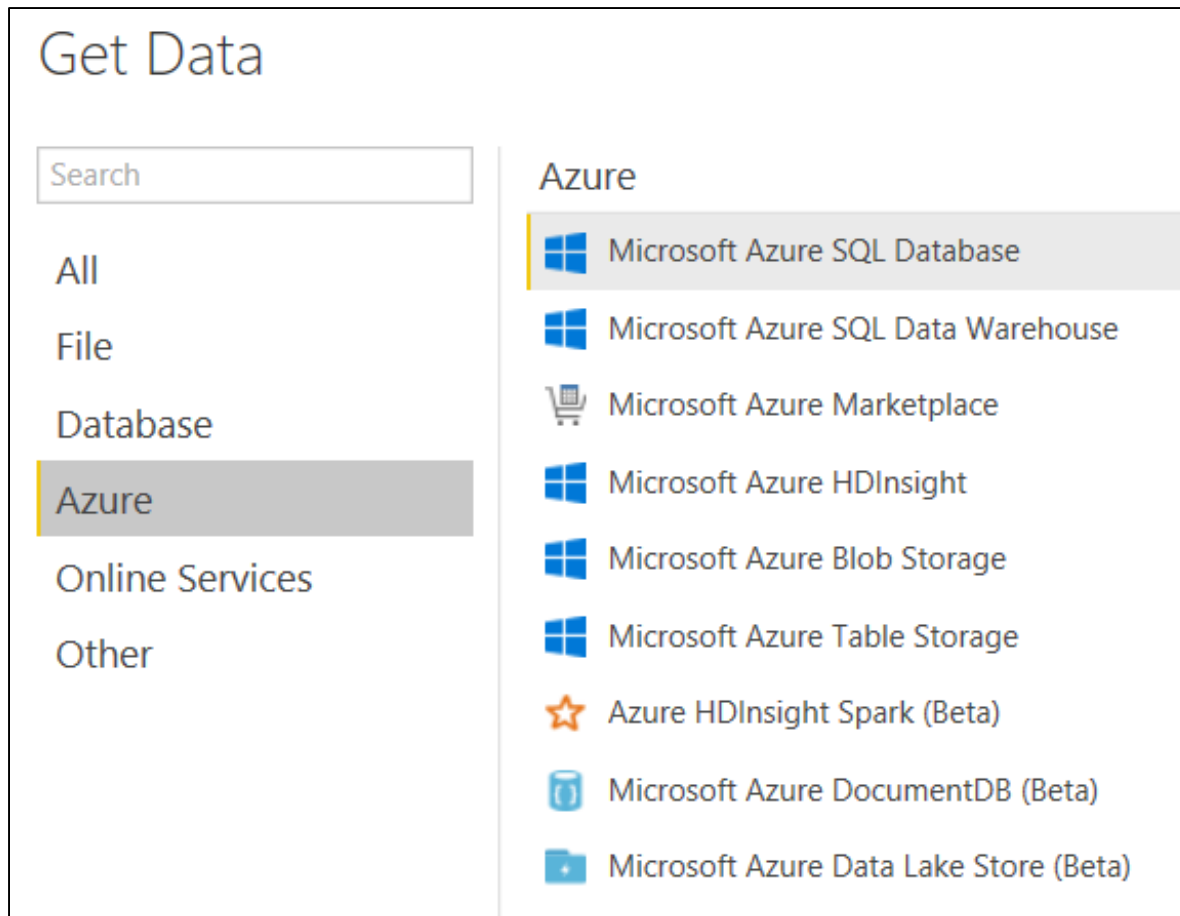 Get Data
Search
All
File
Database
Azure
Online Services
Other
Azure
Microsoft Azure SQL Database
Microsoft Azure SQL Data Warehouse
Microsoft Azure Marketplace
Microsoft Azure HDInsight
Microsoft Azure Blob Storage
Microsoft Azure Table Storage
Azure HDInsight Spark (Beta)
Microsoft Azure DocumentDB (Beta)
Microsoft Azure Data Lake Store (Beta)